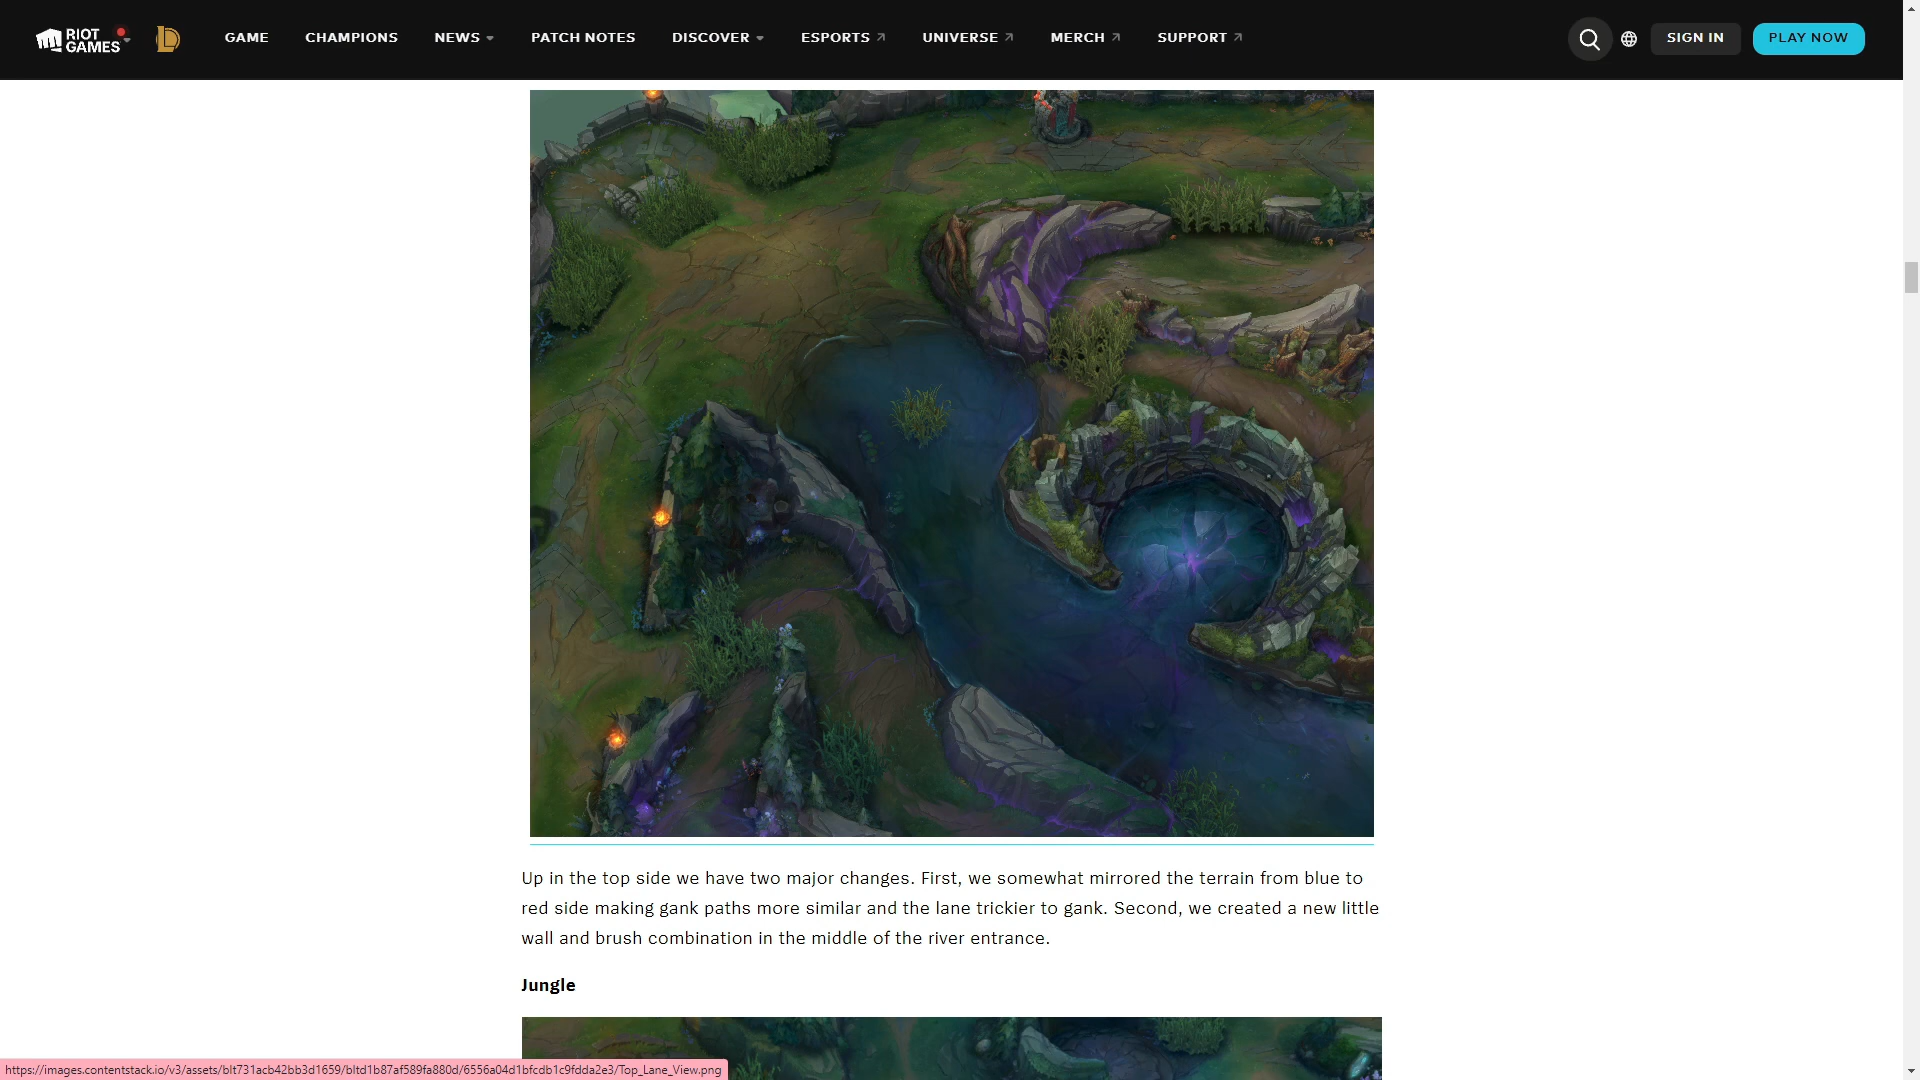 RIOT
GAMES
GAME
CHAMPIONS
NEWS
PATCH NOTES
DISCOVER
ESPORTS
UNIVERSE
MERCH
SUPPORT
SIGN IN
PLAY NOW
Up in the top side we have two major changes. First, we somewhat mirrored the terrain from blue to
red side making gank paths more similar and the lane trickier to gank. Second, we created a new little
wall and brush combination in the middle of the river entrance.
Jungle
https://images.contentstack.io/v3/assets/blt731acb42bb3d1659/bltd1b87af589fa880d/6556a04d1bfcdb1c9fdda2e3/Top_Lane_View.png